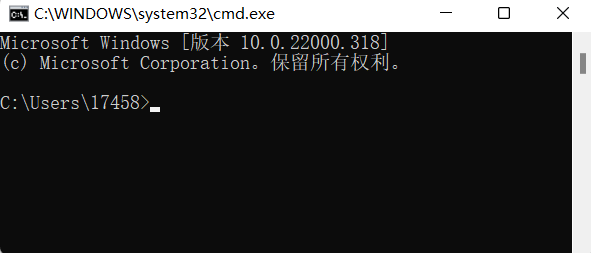 C:\WINDOWS\system32\cmd.exe
Microsoft Windows [版本 10.0.22000.318]
(c) Microsoft Corporation。保留所有权利。
C:\Users\17458>